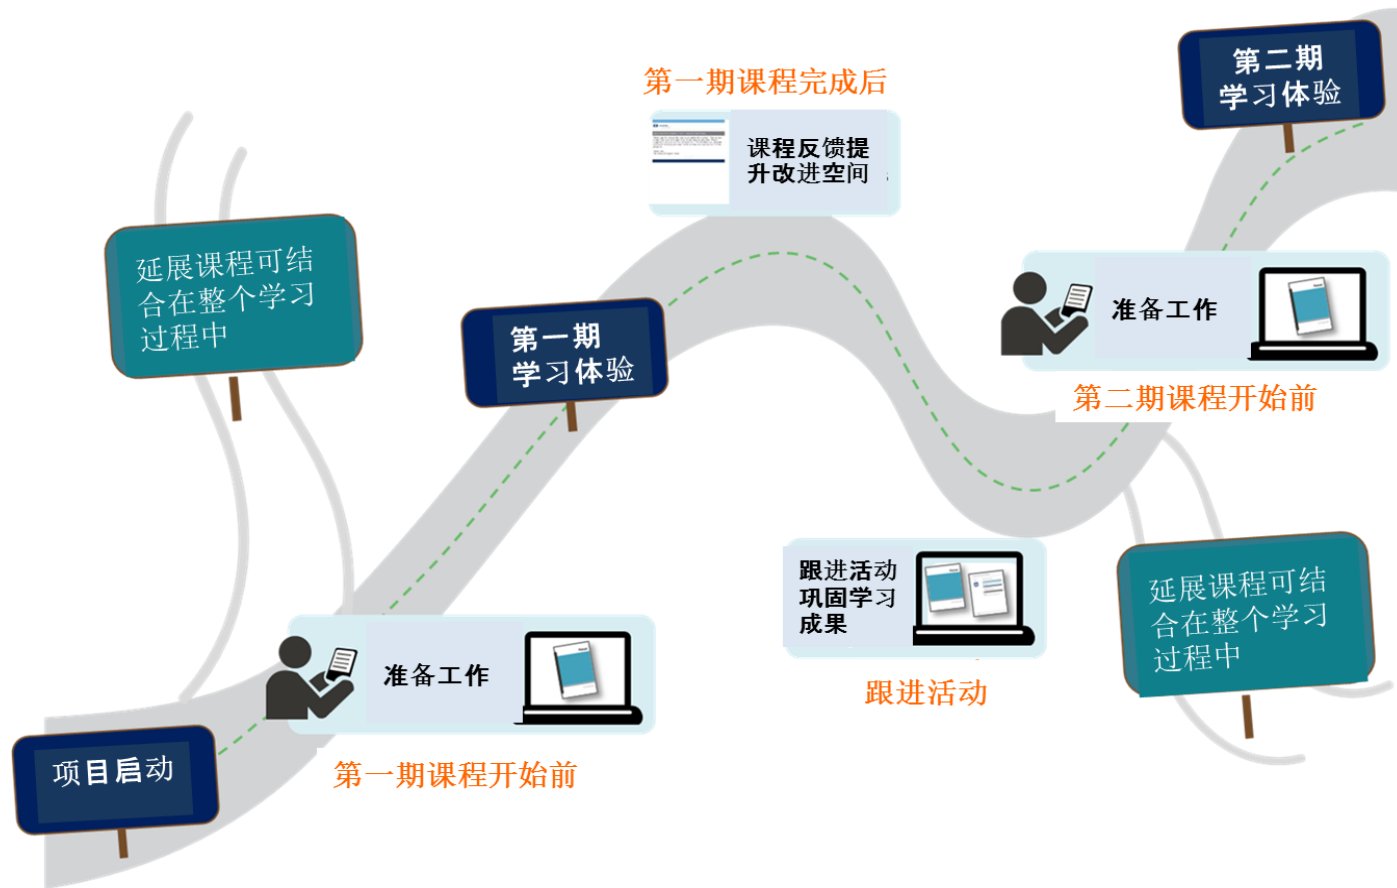 第一期课程完成后
课程反馈提
升改进空间
第二期
学习体验
延展课程可结
合在整个学习
过程中
第一期
学习体验
准备工作
第二期课程开始前
跟进活动
巩固学习
成果
跟进活动
延展课程可结
合在整个学习
过程中
准备工作
第一期课程开始前
项目启动